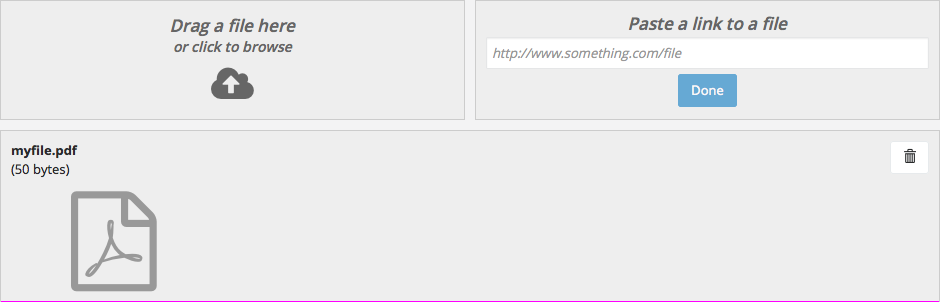 Drag a file here
or click to browse
Paste a link to a file
http://www.something.com/file
Done
myfile.pdf
(50 bytes)